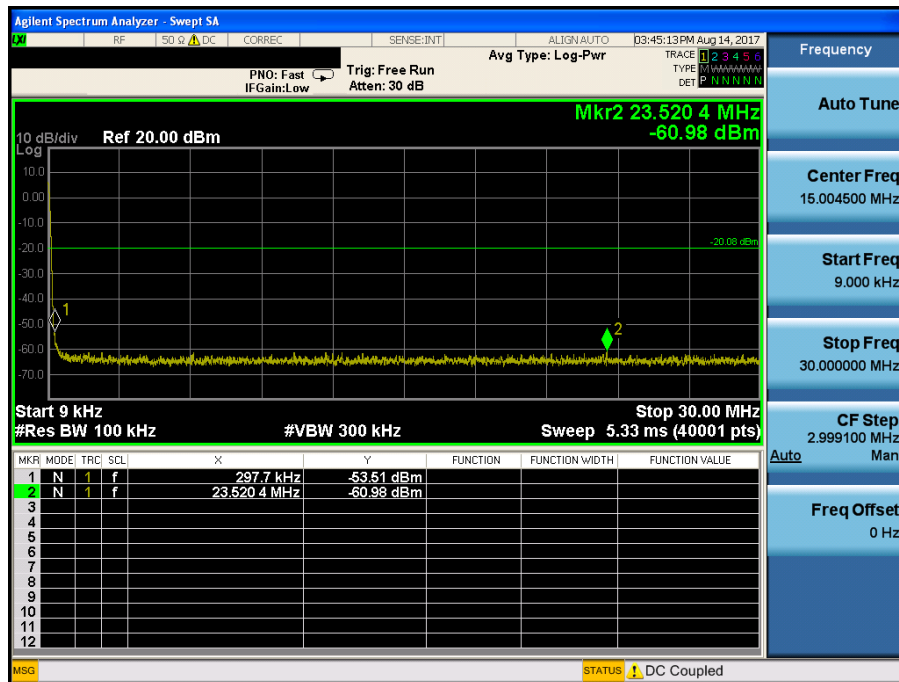 Agilent Spectrum Analyzer - Swept SA
LXI RF 50 Ω DC CORREC SENSE:INT ALIGN AUTO 03:45:13 PM Aug 14, 2017
Avg Type: Log-Pwr TRACE 1 2 3 4 5 6
PNO: Fast Trig: Free Run TYPE M WWWWW
IFGain:Low Atten: 30 dB DET P N N N N N
Mkr2 23.520 4 MHz
10 dB/div Ref 20.00 dBm -60.98 dBm
Log
10.0
0.00
-10.0
-20.0
-20.08 dBm
-30.0
-40.0
1
-50.0
2
-60.0
-70.0
Start 9 kHz Stop 30.00 MHz
#Res BW 100 kHz #VBW 300 kHz Sweep 5.33 ms (40001 pts)
MKR MODE TRC SCL X Y FUNCTION FUNCTION WIDTH FUNCTION VALUE
1 N 1 f 297.7 kHz -53.51 dBm
2 N 1 f 23.520 4 MHz -60.98 dBm
3
4
5
6
7
8
9
10
11
12
MSG STATUS DC Coupled
Frequency
Auto Tune
Center Freq
15.004500 MHz
Start Freq
9.000 kHz
Stop Freq
30.000000 MHz
CF Step
2.999100 MHz
Auto Man
Freq Offset
0 Hz